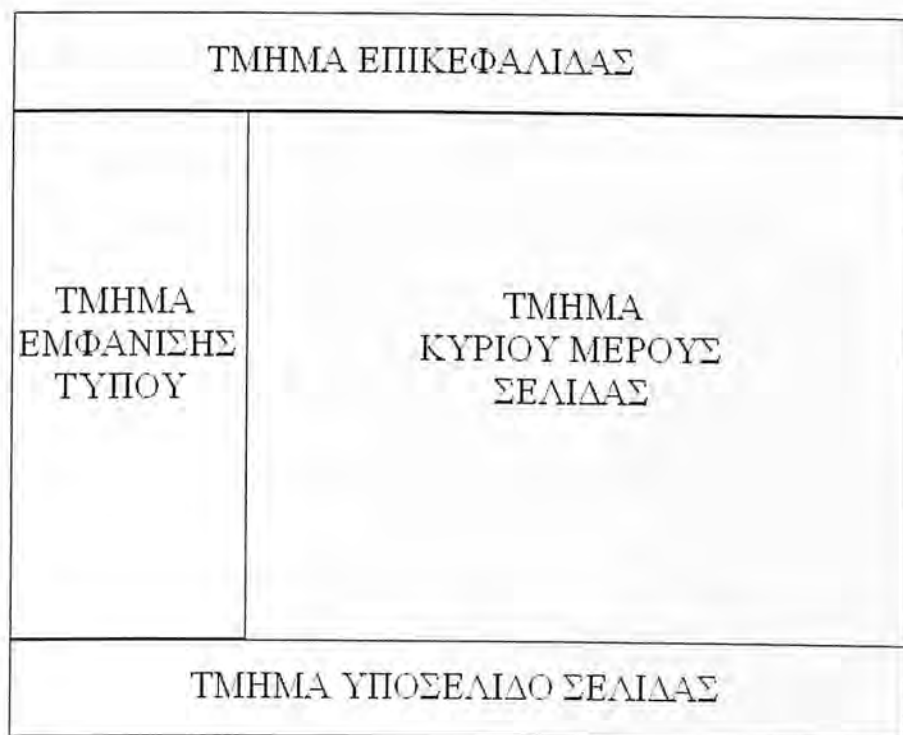 ΤΜΗΜΑ ΕΠΙΚΕΦΑΛΙΔΑΣ
ΤΜΗΜΑ
ΕΜΦΑΝΙΣΗΣ
ΤΥΠΟΥ
ΤΜΗΜΑ
ΚΥΡΙΟΥ ΜΕΡΟΥΣ
ΣΕΛΙΔΑΣ
ΤΜΗΜΑ ΥΠΟΣΕΛΙΔΟ ΣΕΛΙΔΑΣ